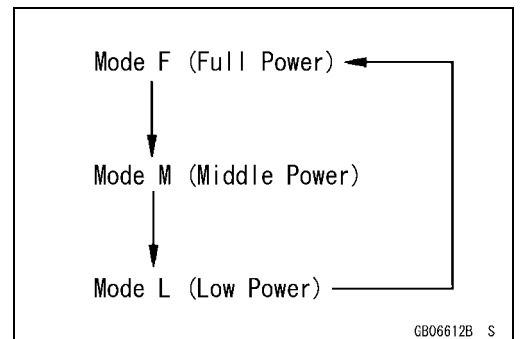 Mode F (Full Power)
Mode M (Middle Power)
Mode L (Low Power)
GB06612B S